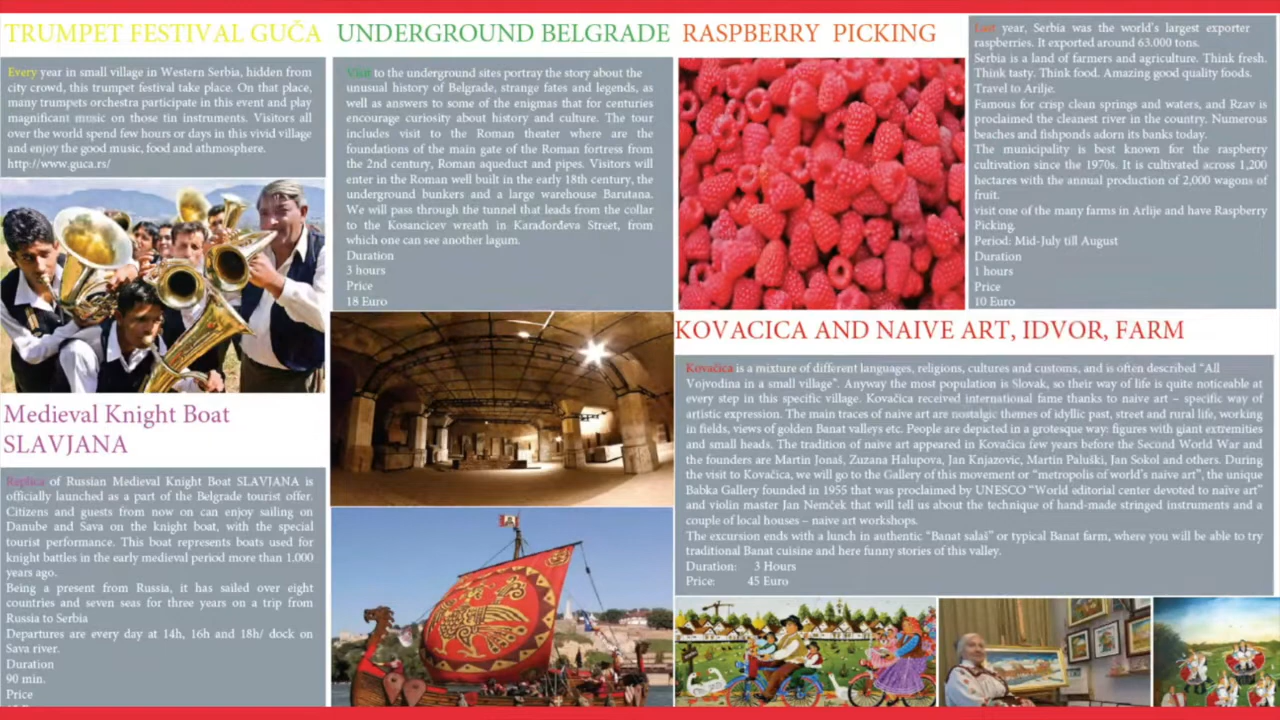 TRUMPET FESTIVAL GUČA
Every year in small village in Western Serbia, hidden from
city crowd, this trumpet festival take place. On that place,
many trumpets orchestra participate in this event and play
magnificant music on those tin instruments. Visitors all
over the world spend few hours or days in this vivid village
and enjoy the good music, food and athmosphere.
http://www.guca.rs/
Medieval Knight Boat
SLAVJANA
Replica of Russian Medieval Knight Boat SLAVJANA is
officially launched as a part of the Belgrade tourist offer.
Citizens and guests from now on can enjoy sailing on
Danube and Sava on the knight boat, with the special
tourist performance. This boat represents boats used for
knight battles in the early medieval period more than 1.000
years ago.
Being a present from Russia, it has sailed over eight
countries and seven seas for three years on a trip from
Russia to Serbia
Departures are every day at 14h, 16h and 18h/ dock on
Sava river.
Duration
90 min.
Price
UNDERGROUND BELGRADE
Visit to the underground sites portray the story about the
unusual history of Belgrade, strange fates and legends, as
well as answers to some of the enigmas that for centuries
encourage curiosity about history and culture. The tour
includes visit to the Roman theater where are the
foundations of the main gate of the Roman fortress from
the 2nd century, Roman aqueduct and pipes. Visitors will
enter in the Roman well built in the early 18th century, the
underground bunkers and a large warehouse Barutana.
We will pass through the tunnel that leads from the collar
to the Kosancicev wreath in Karađorđeva Street, from
which one can see another lagum.
Duration
3 hours
Price
18 Euro
RASPBERRY PICKING
Last year, Serbia was the world's largest exporter
raspberries. It exported around 63.000 tons.
Serbia is a land of farmers and agriculture. Think fresh.
Think tasty. Think food. Amazing good quality foods.
Travel to Arilje.
Famous for crisp clean springs and waters, and Rzav is
proclaimed the cleanest river in the country. Numerous
beaches and fishponds adorn its banks today.
The municipality is best known for the raspberry
cultivation since the 1970s. It is cultivated across 1,200
hectares with the annual production of 2,000 wagons of
fruit.
visit one of the many farms in Arlije and have Raspberry
Picking.
Period: Mid-July till August
Duration
1 hours
Price
10 Euro
KOVACICA AND NAIVE ART, IDVOR, FARM
Kovačica is a mixture of different languages, religions, cultures and customs, and is often described "All
Vojvodina in a small village". Anyway the most population is Slovak, so their way of life is quite noticeable at
every step in this specific village. Kovačica received international fame thanks to naive art – specific way of
artistic expression. The main traces of naive art are nostalgic themes of idyllic past, street and rural life, working
in fields, views of golden Banat valleys etc. People are depicted in a grotesque way: figures with giant extremities
and small heads. The tradition of naive art appeared in Kovačica few years before the Second World War and
the founders are Martin Jonaš, Zuzana Halupova, Jan Knjazovic, Martin Paluški, Jan Sokol and others. During
the visit to Kovačica, we will go to the Gallery of this movement or "metropolis of world's naive art", the unique
Babka Gallery founded in 1955 that was proclaimed by UNESCO "World editorial center devoted to naive art"
and violin master Jan Nemček that will tell us about the technique of hand-made stringed instruments and a
couple of local houses – naive art workshops.
The excursion ends with a lunch in authentic "Banat salaš" or typical Banat farm, where you will be able to try
traditional Banat cuisine and here funny stories of this valley.
Duration: 3 Hours
Price: 45 Euro